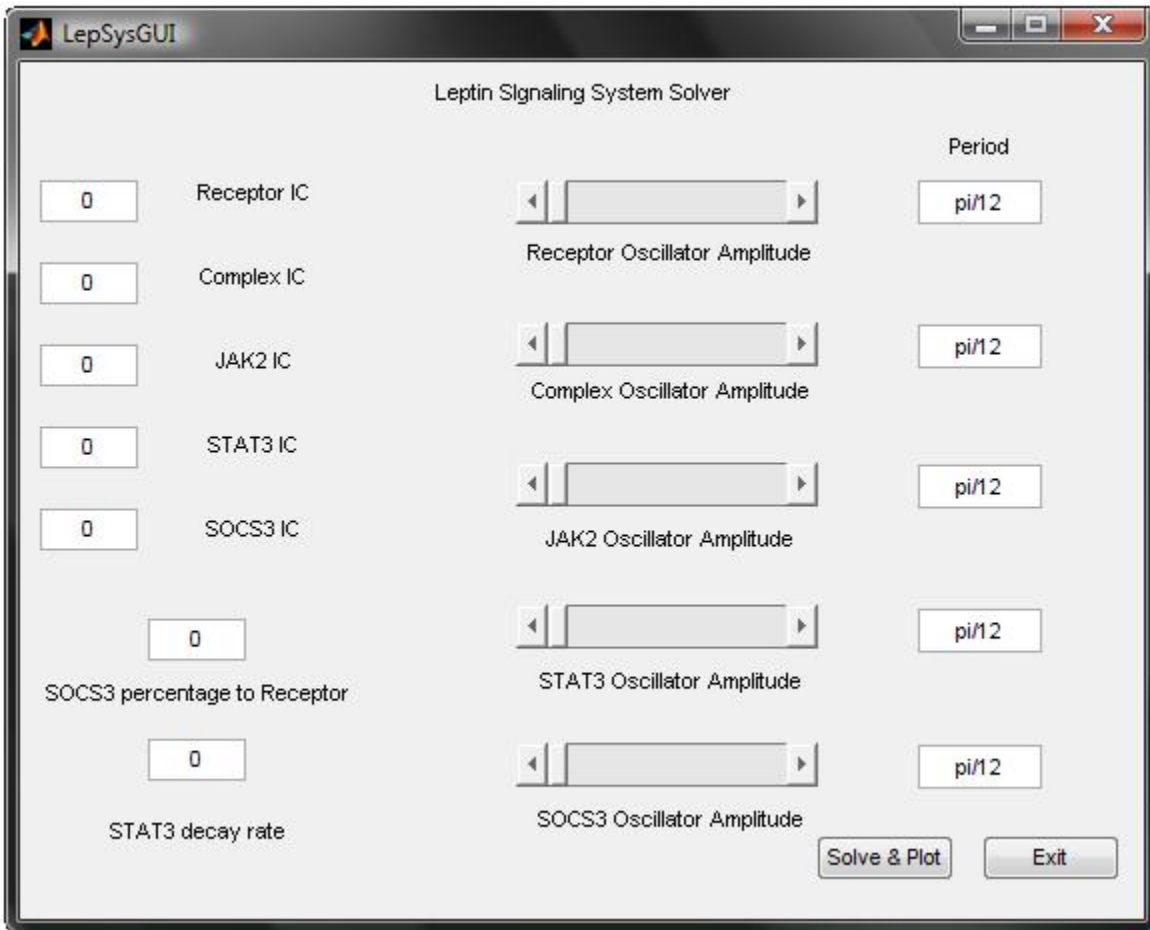 LepSysGUI
Leptin SIgnaling System Solver
Period
0 Receptor IC
pi/12
Receptor Oscillator Amplitude
0 Complex IC
pi/12
Complex Oscillator Amplitude
0 JAK2 IC
0 STAT3 IC
pi/12
0 SOCS3 IC
JAK2 Oscillator Amplitude
0
pi/12
SOCS3 percentage to Receptor
STAT3 Oscillator Amplitude
0
pi/12
STAT3 decay rate
SOCS3 Oscillator Amplitude
Solve & Plot
Exit